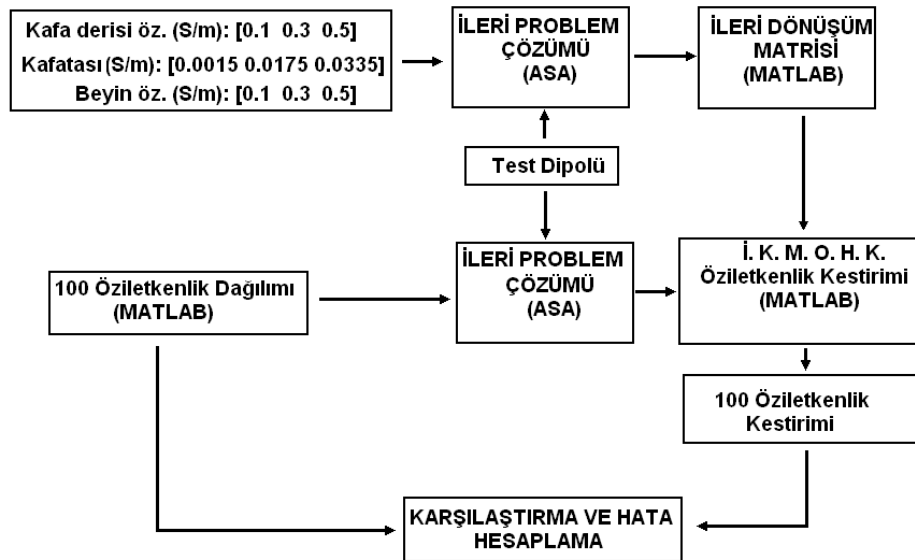 Kafa derisi öz. (S/m): [0.1 0.3 0.5]
Kafatası (S/m): [0.0015 0.0175 0.0335]
Beyin öz. (S/m): [0.1 0.3 0.5]
İLERİ PROBLEM
ÇÖZÜMÜ
(ASA)
İLERİ DÖNÜŞÜM
MATRİSİ
(MATLAB)
Test Dipolü
100 Öziletkenlik Dağılımı
(MATLAB)
İLERİ PROBLEM
ÇÖZÜMÜ
(ASA)
İ. K. M. O. H. K.
Öziletkenlik Kestirimi
(MATLAB)
100 Öziletkenlik
Kestirimi
KARŞILAŞTIRMA VE HATA
HESAPLAMA